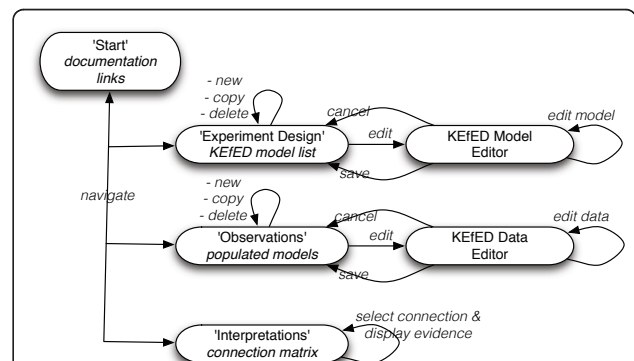 'Start'
documentation
links
- new
- copy
- delete
cancel
edit model
'Experiment Design'
KEfED model list
edit
KEfED Model
Editor
save
- new
- copy
- delete
navigate
cancel
edit data
'Observations'
populated models
edit
KEfED Data
Editor
save
select connection &
display evidence
'Interpretations'
connection matrix